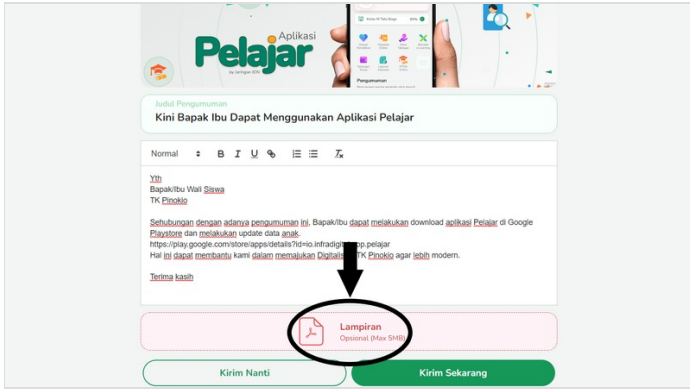 Aplikasi
Pelajar
by Jaringan IDN
Pengumuman
Judul Pengumuman
Kini Bapak Ibu Dapat Menggunakan Aplikasi Pelajar
Normal B I U
Yth
Bapak/Ibu Wali Siswa
TK Pinokio
Sehubungan dengan adanya pengumuman ini, Bapak/Ibu dapat melakukan download aplikasi Pelajar di Google
Playstore dan melakukan update data anak.
https://play.google.com/store/apps/details?id=io.infradigit pp.pelajar
Hal ini dapat membantu kami dalam memajukan Digitalis TK Pinokio agar lebih modern.
Terima kasih
Lampiran
Opsional (Max 5MB)
Kirim Nanti
Kirim Sekarang